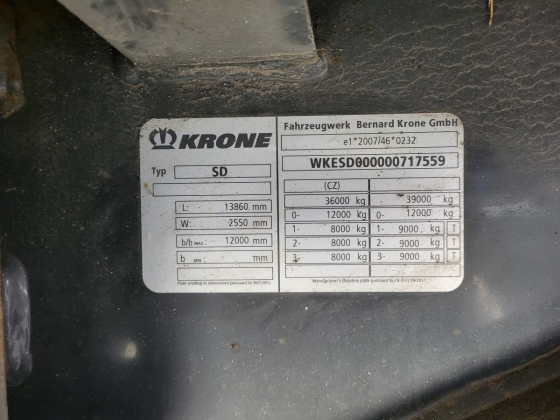 KRONE
Fahrzeugwerk Bernard Krone GmbH
e1*2007/46*0232
WKESD000000717559
Typ SD
(CZ)
36000 kg 39000 kg
0- 12000 kg 0- 12000 kg
1- 8000 kg 1- 9000 kg T
2- 8000 kg 2- 9000 kg T
3- 8000 kg 3- 9000 kg T
L: 13860 mm
W: 2550 mm
b/b MAX: 12000 mm
b MIN: mm